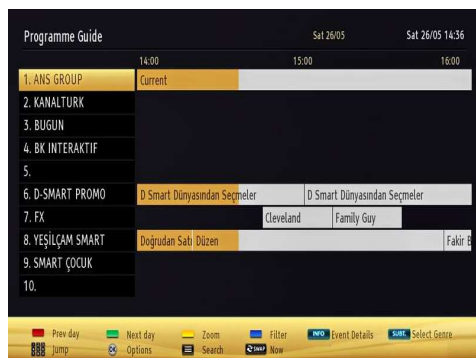 Programme Guide Sat 26/05 Sat 26/05 14:36
14:00 15:00 16:00
1. ANS GROUP Current
2. KANALTURK
3. BUGUN
4. BK INTERAKTIF
5.
6. D-SMART PROMO D Smart Dünyasından Seçmeler D Smart Dünyasından Seçmeler
7. FX Cleveland Family Guy
8. YEŞİLÇAM SMART Doğrudan Satı Düzen Fakir B
9. SMART ÇOCUK
10.
Prev day Next day Zoom Filter INFO Event Details SUBT. Select Genre
Jump OK Options Search SWAP Now